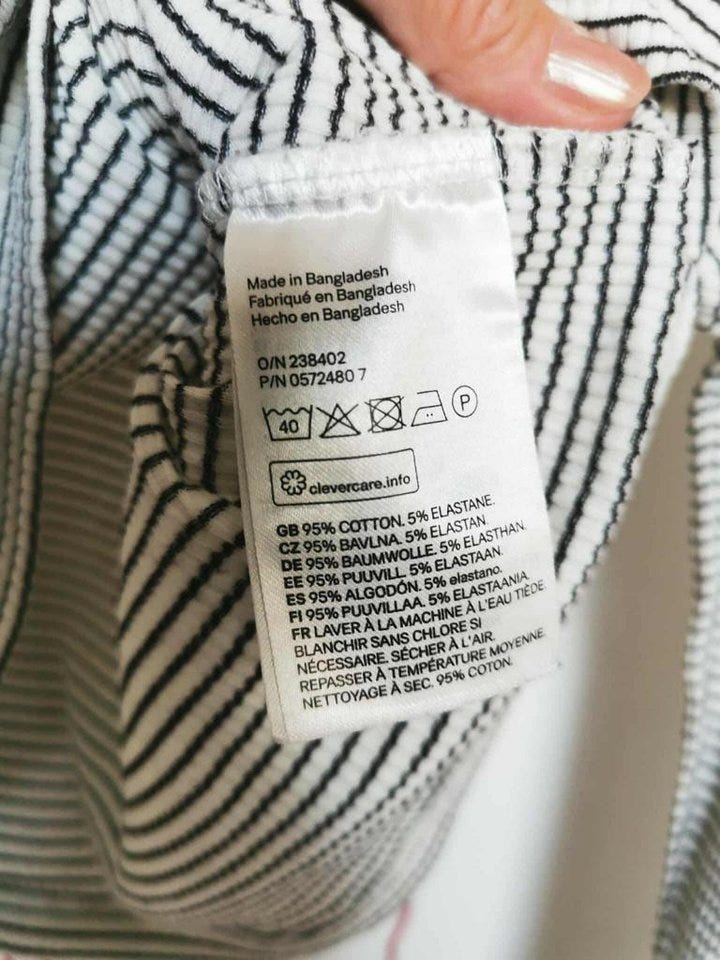 Made in Bangladesh
Fabriqué en Bangladesh
Hecho en Bangladesh
O/N 238402
P/N 0572480 7
40 P
clevercare.info
GB 95% COTTON. 5% ELASTANE.
CZ 95% BAVLNA. 5% ELASTAN
DE 95% BAUMWOLLE. 5% ELASTHAN.
EE 95% PUUVILL. 5% ELASTAAN.
ES 95% ALGODÓN. 5% elastano.
FI 95% PUUVILLAA. 5% ELASTAANIA.
FR LAVER À LA MACHINE À L'EAU TIÈDE.
BLANCHIR SANS CHLORE SI
NÉCESSAIRE. SÉCHER À L'AIR.
REPASSER À TEMPÉRATURE MOYENNE.
NETTOYAGE À SEC. 95% COTON.